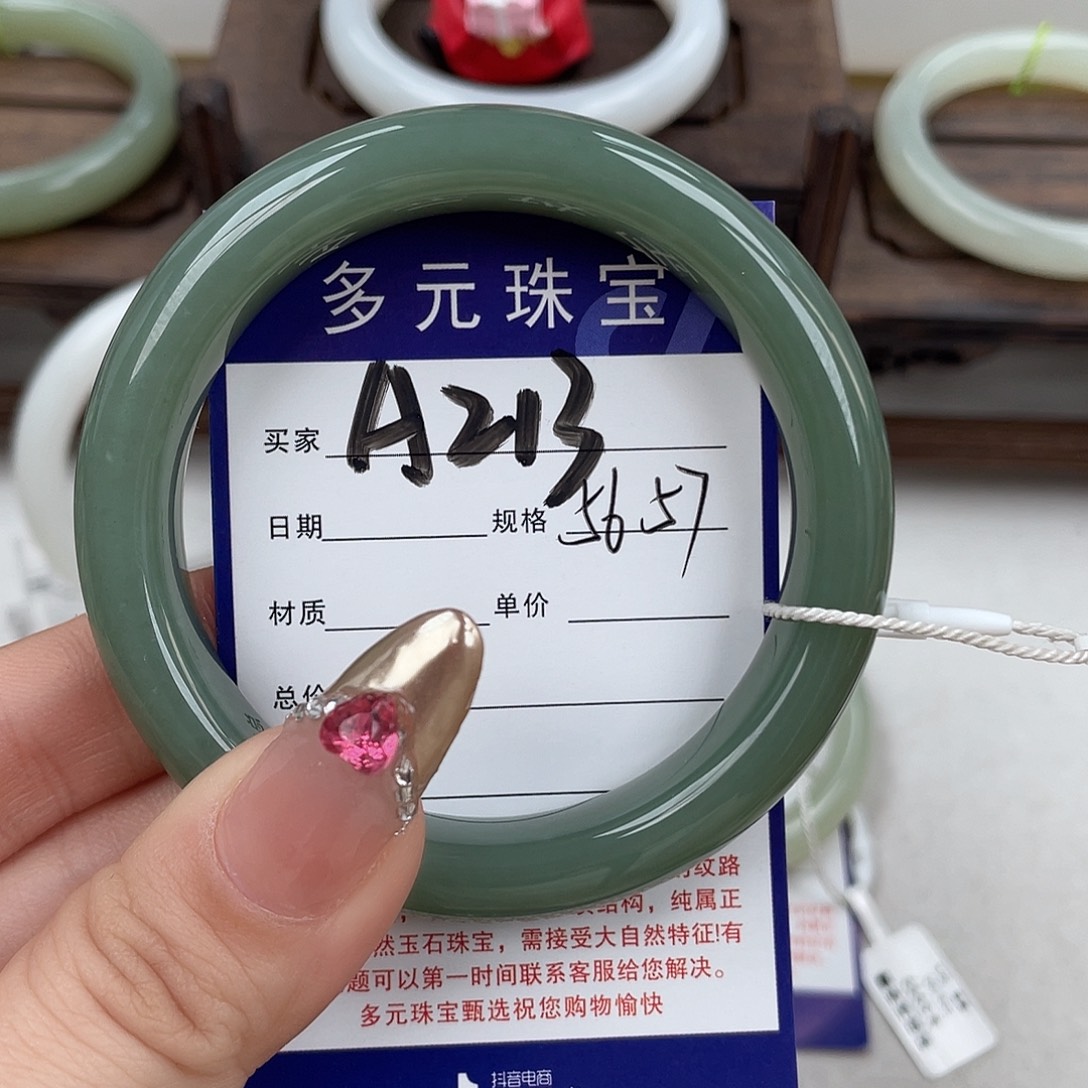 多元珠宝
买家 A213
日期 规格 56.57
材质 单价
总价
纹路
结构，纯属正
然玉石珠宝，需接受大自然特征!有
题可以第一时间联系客服给您解决。
多元珠宝甄选祝您购物愉快
抖音电商